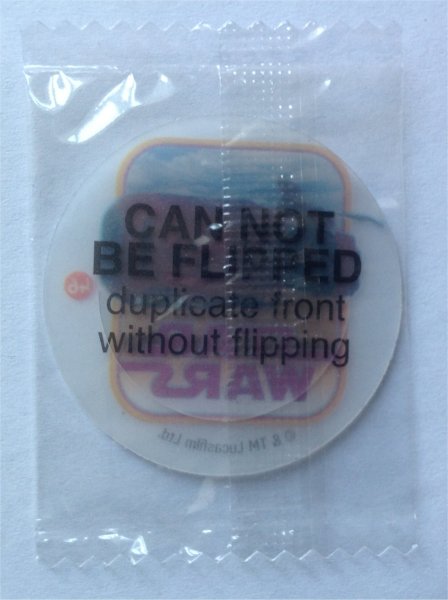 CAN NOT
BE FLIPPED
duplicate front
without flipping
WARS
© & TM Lucasfilm Ltd.